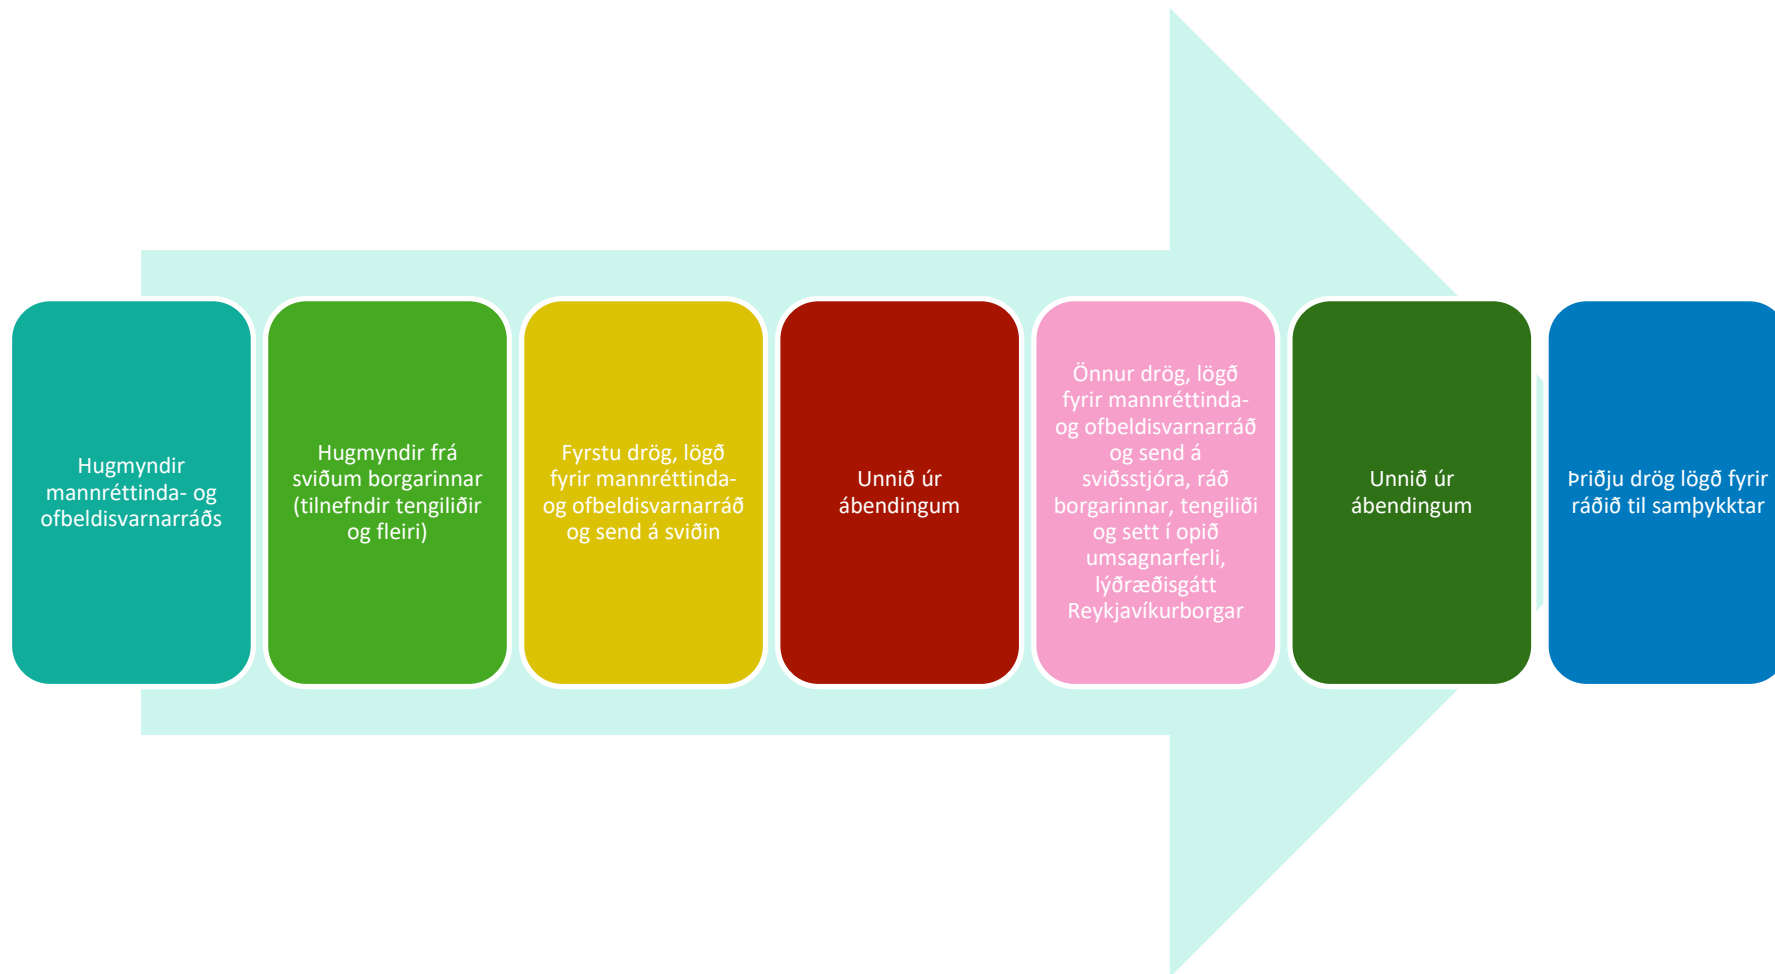 Hugmyndir
mannréttinda- og
ofbeldisvarnarráðs
Hugmyndir frá
sviðum borgarinnar
(tilnefndir tengiliðir
og fleiri)
Fyrstu drög, lögð
fyrir mannréttinda-
og ofbeldisvarnarráð
og send á sviðin
Unnið úr
ábendingum
Önnur drög, lögð
fyrir mannréttinda-
og ofbeldisvarnarráð
og send á
sviðsstjóra, ráð
borgarinnar, tengiliði
og sett í opið
umsagnarferli,
lýðræðisgátt
Reykjavíkurborgar
Unnið úr
ábendingum
Þriðju drög lögð fyrir
ráðið til samþykktar